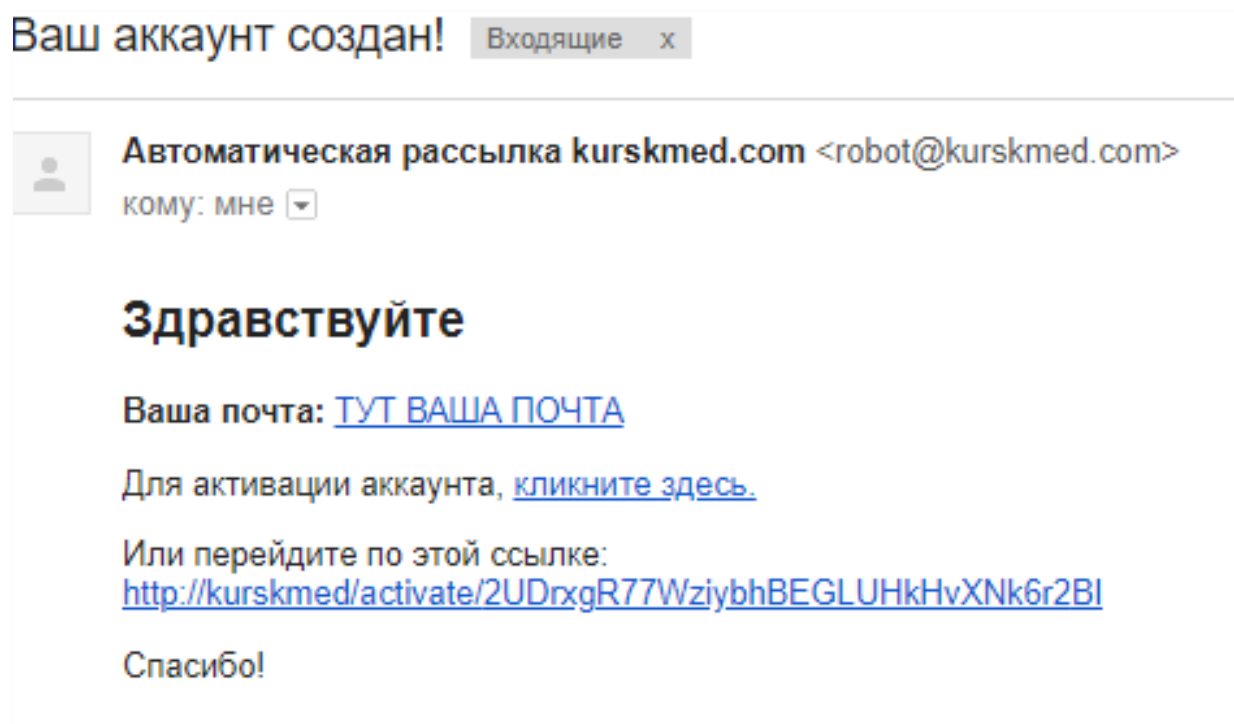 Ваш аккаунт создан! Входящие x
Автоматическая рассылка kurskmed.com <robot@kurskmed.com>
кому: мне
Здравствуйте
Ваша почта: ТУТ ВАША ПОЧТА
Для активации аккаунта, кликните здесь.
Или перейдите по этой ссылке:
http://kurskmed/activate/2UDrxgR77WziybhBEGLUHkHvXNk6r2BI
Спасибо!